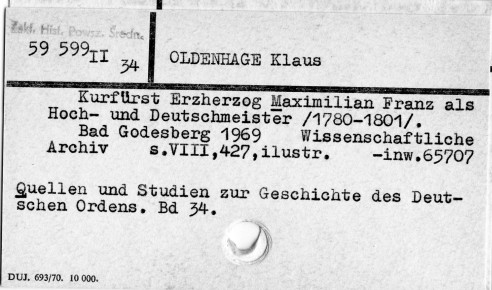 Zakł. Hist. Powsz. Średn.
59 599 II
34
OLDENHAGE Klaus
Kurfürst Erzherzog Maximilian Franz als
Hoch- und Deutschmeister /1780-1801/.
Bad Godesberg 1969 Wissenschaftliche
Archiv s.VIII,427,ilustr. -inw.65707
Quellen und Studien zur Geschichte des Deut-
schen Ordens. Bd 34.
DUJ. 693/70. 10 000.